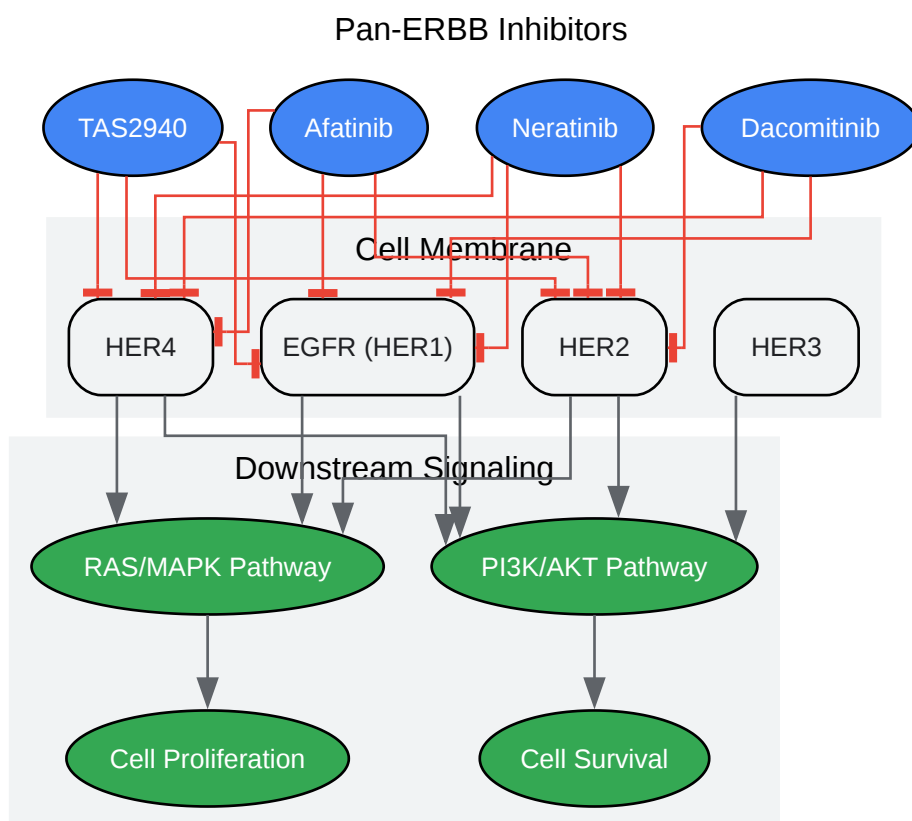 Pan-ERBB Inhibitors
TAS2940
Afatinib
Neratinib
Dacomitinib
Cell Membrane
HER4
EGFR (HER1)
HER2
HER3
Downstream Signaling
RAS/MAPK Pathway
PI3K/AKT Pathway
Cell Proliferation
Cell Survival